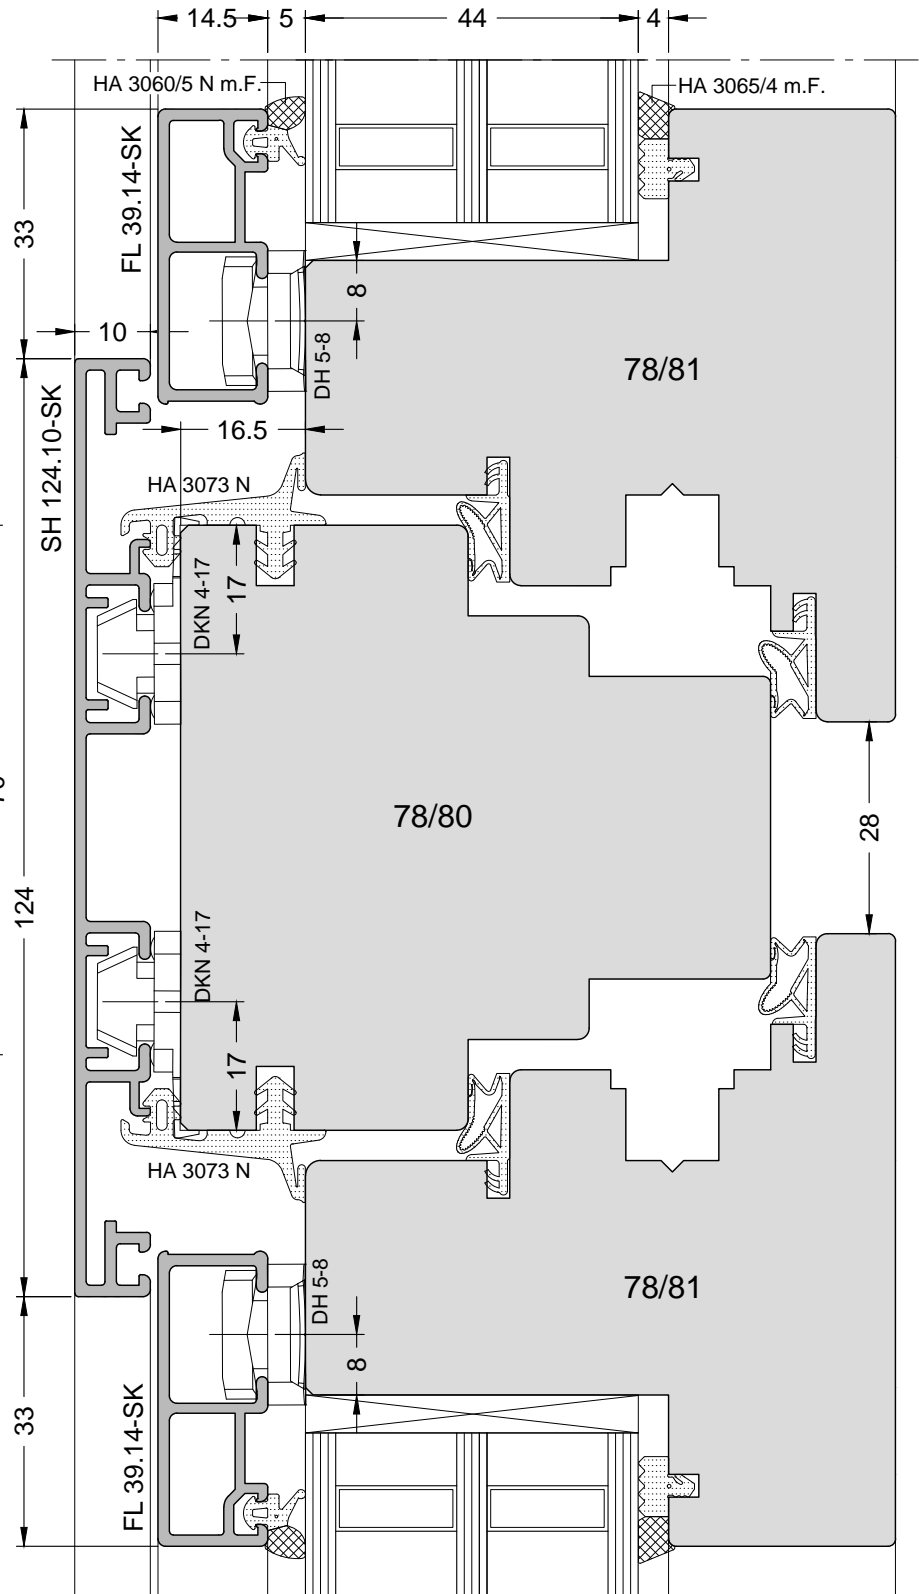 14.5
5
44
4
HA 3060/5 N m.F.
HA 3065/4 m.F.
33
FL 39.14-SK
8
10
DH 5-8
78/81
SH 124.10-SK
16.5
HA 3073 N
17
DKN 4-17
78/80
28
124
DKN 4-17
17
HA 3073 N
DH 5-8
78/81
8
33
FL 39.14-SK